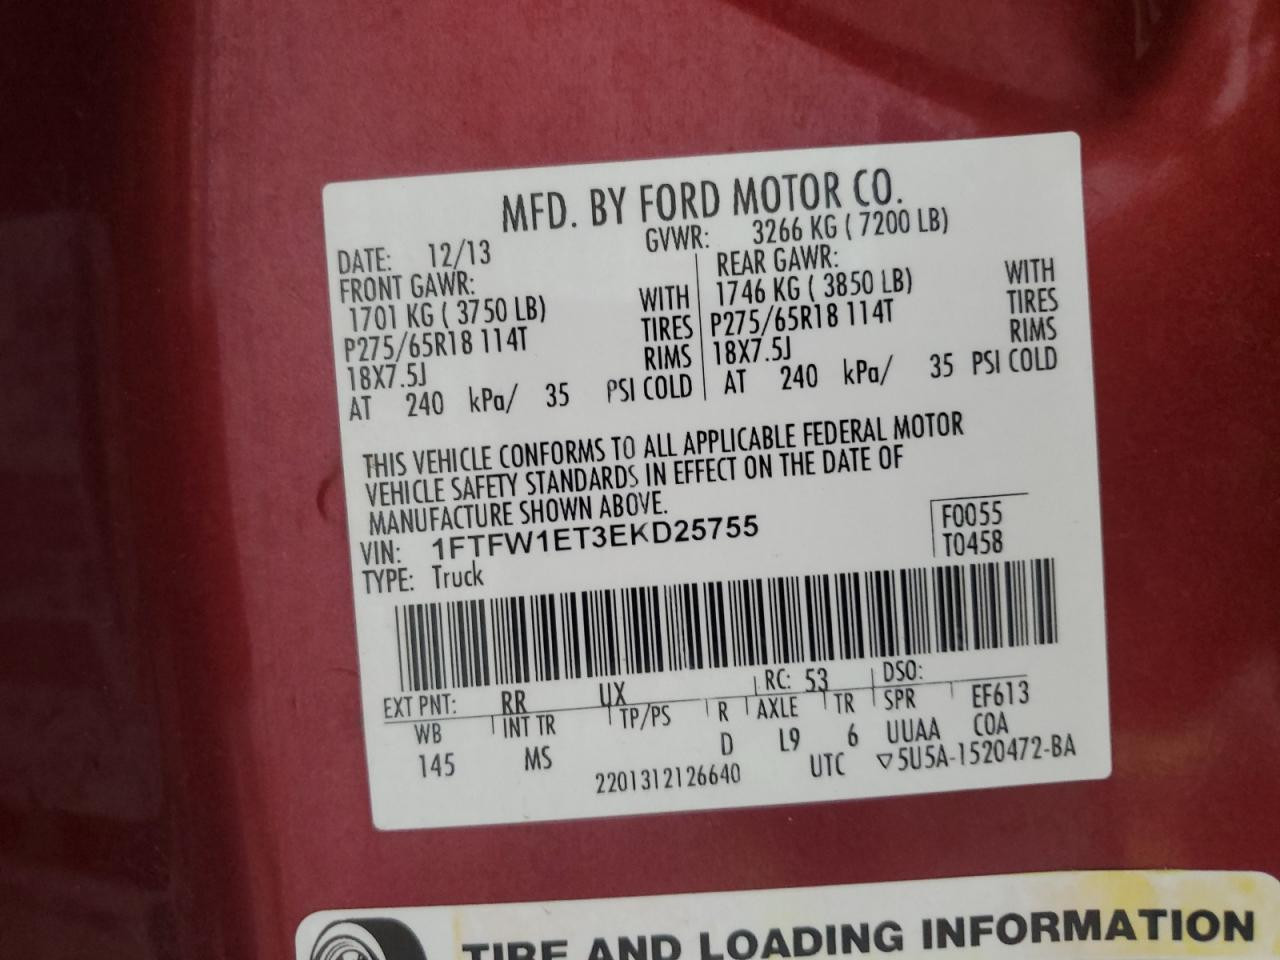 MFD. BY FORD MOTOR CO.
DATE: 12/13 GVWR: 3266 KG ( 7200 LB)
FRONT GAWR: REAR GAWR:
1701 KG ( 3750 LB) WITH 1746 KG ( 3850 LB) WITH
P275/65R18 114T TIRES P275/65R18 114T TIRES
18X7.5J RIMS 18X7.5J RIMS
AT 240 kPa/ 35 PSI COLD AT 240 kPa/ 35 PSI COLD
THIS VEHICLE CONFORMS TO ALL APPLICABLE FEDERAL MOTOR
VEHICLE SAFETY STANDARDS IN EFFECT ON THE DATE OF
MANUFACTURE SHOWN ABOVE.
VIN: 1FTFW1ET3EKD25755 F0055
TYPE: Truck T0458
EXT PNT: RR UX RC: 53 DSO:
WB INT TR TP/PS R AXLE TR SPR EF613
145 MS D L9 6 UUAA COA
2201312126640 UTC ▽5U5A-1520472-BA
TIRE AND LOADING INFORMATION